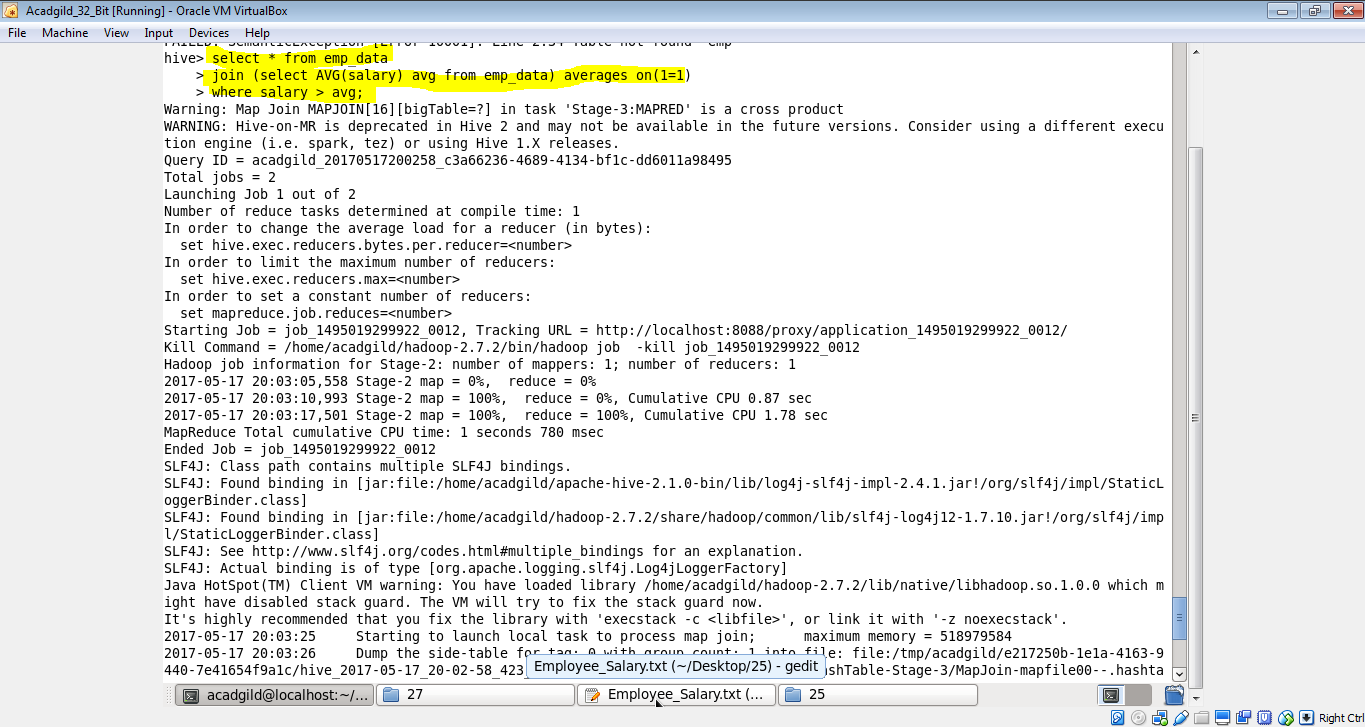 Acadgild_32_Bit [Running] - Oracle VM VirtualBox
File Machine View Input Devices Help
FAILED: SemanticException [Error 10001]: Line 2:54 Table not found 'emp'
hive> select * from emp_data
> join (select AVG(salary) avg from emp_data) averages on(1=1)
> where salary > avg;
Warning: Map Join MAPJOIN[16][bigTable=?] in task 'Stage-3:MAPRED' is a cross product
WARNING: Hive-on-MR is deprecated in Hive 2 and may not be available in the future versions. Consider using a different execu
tion engine (i.e. spark, tez) or using Hive 1.X releases.
Query ID = acadgild_20170517200258_c3a66236-4689-4134-bf1c-dd6011a98495
Total jobs = 2
Launching Job 1 out of 2
Number of reduce tasks determined at compile time: 1
In order to change the average load for a reducer (in bytes):
set hive.exec.reducers.bytes.per.reducer=<number>
In order to limit the maximum number of reducers:
set hive.exec.reducers.max=<number>
In order to set a constant number of reducers:
set mapreduce.job.reduces=<number>
Starting Job = job_1495019299922_0012, Tracking URL = http://localhost:8088/proxy/application_1495019299922_0012/
Kill Command = /home/acadgild/hadoop-2.7.2/bin/hadoop job  -kill job_1495019299922_0012
Hadoop job information for Stage-2: number of mappers: 1; number of reducers: 1
2017-05-17 20:03:05,558 Stage-2 map = 0%,  reduce = 0%
2017-05-17 20:03:10,993 Stage-2 map = 100%,  reduce = 0%, Cumulative CPU 0.87 sec
2017-05-17 20:03:17,501 Stage-2 map = 100%,  reduce = 100%, Cumulative CPU 1.78 sec
MapReduce Total cumulative CPU time: 1 seconds 780 msec
Ended Job = job_1495019299922_0012
SLF4J: Class path contains multiple SLF4J bindings.
SLF4J: Found binding in [jar:file:/home/acadgild/apache-hive-2.1.0-bin/lib/log4j-slf4j-impl-2.4.1.jar!/org/slf4j/impl/StaticL
oggerBinder.class]
SLF4J: Found binding in [jar:file:/home/acadgild/hadoop-2.7.2/share/hadoop/common/lib/slf4j-log4j12-1.7.10.jar!/org/slf4j/imp
l/StaticLoggerBinder.class]
SLF4J: See http://www.slf4j.org/codes.html#multiple_bindings for an explanation.
SLF4J: Actual binding is of type [org.apache.logging.slf4j.Log4jLoggerFactory]
Java HotSpot(TM) Client VM warning: You have loaded library /home/acadgild/hadoop-2.7.2/lib/native/libhadoop.so.1.0.0 which m
ight have disabled stack guard. The VM will try to fix the stack guard now.
It's highly recommended that you fix the library with 'execstack -c <libfile>', or link it with '-z noexecstack'.
2017-05-17 20:03:25     Starting to launch local task to process map join;      maximum memory = 518979584
2017-05-17 20:03:26     Dump the side-table for tag: 0 with group count: 1 into file: file:/tmp/acadgild/e217250b-1e1a-4163-9
440-7e41654f9a1c/hive_2017-05-17_20-02-58_423_ shTable-Stage-3/MapJoin-mapfile00--.hashta
Employee_Salary.txt (~/Desktop/25) - gedit
acadgild@localhost:~/...
27
Employee_Salary.txt (...
25
Right Ctrl